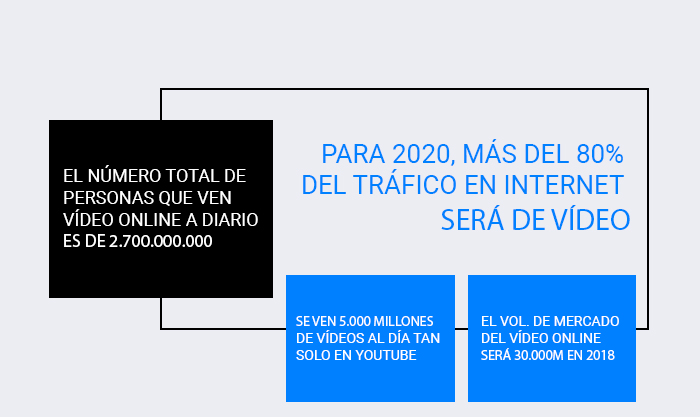 EL NÚMERO TOTAL DE
PERSONAS QUE VEN
VÍDEO ONLINE A DIARIO
ES DE 2.700.000.000
PARA 2020, MÁS DEL 80%
DEL TRÁFICO EN INTERNET
SERÁ DE VÍDEO
SE VEN 5.000 MILLONES
DE VÍDEOS AL DÍA TAN
SOLO EN YOUTUBE
EL VOL. DE MERCADO
DEL VÍDEO ONLINE
SERÁ 30.000M EN 2018